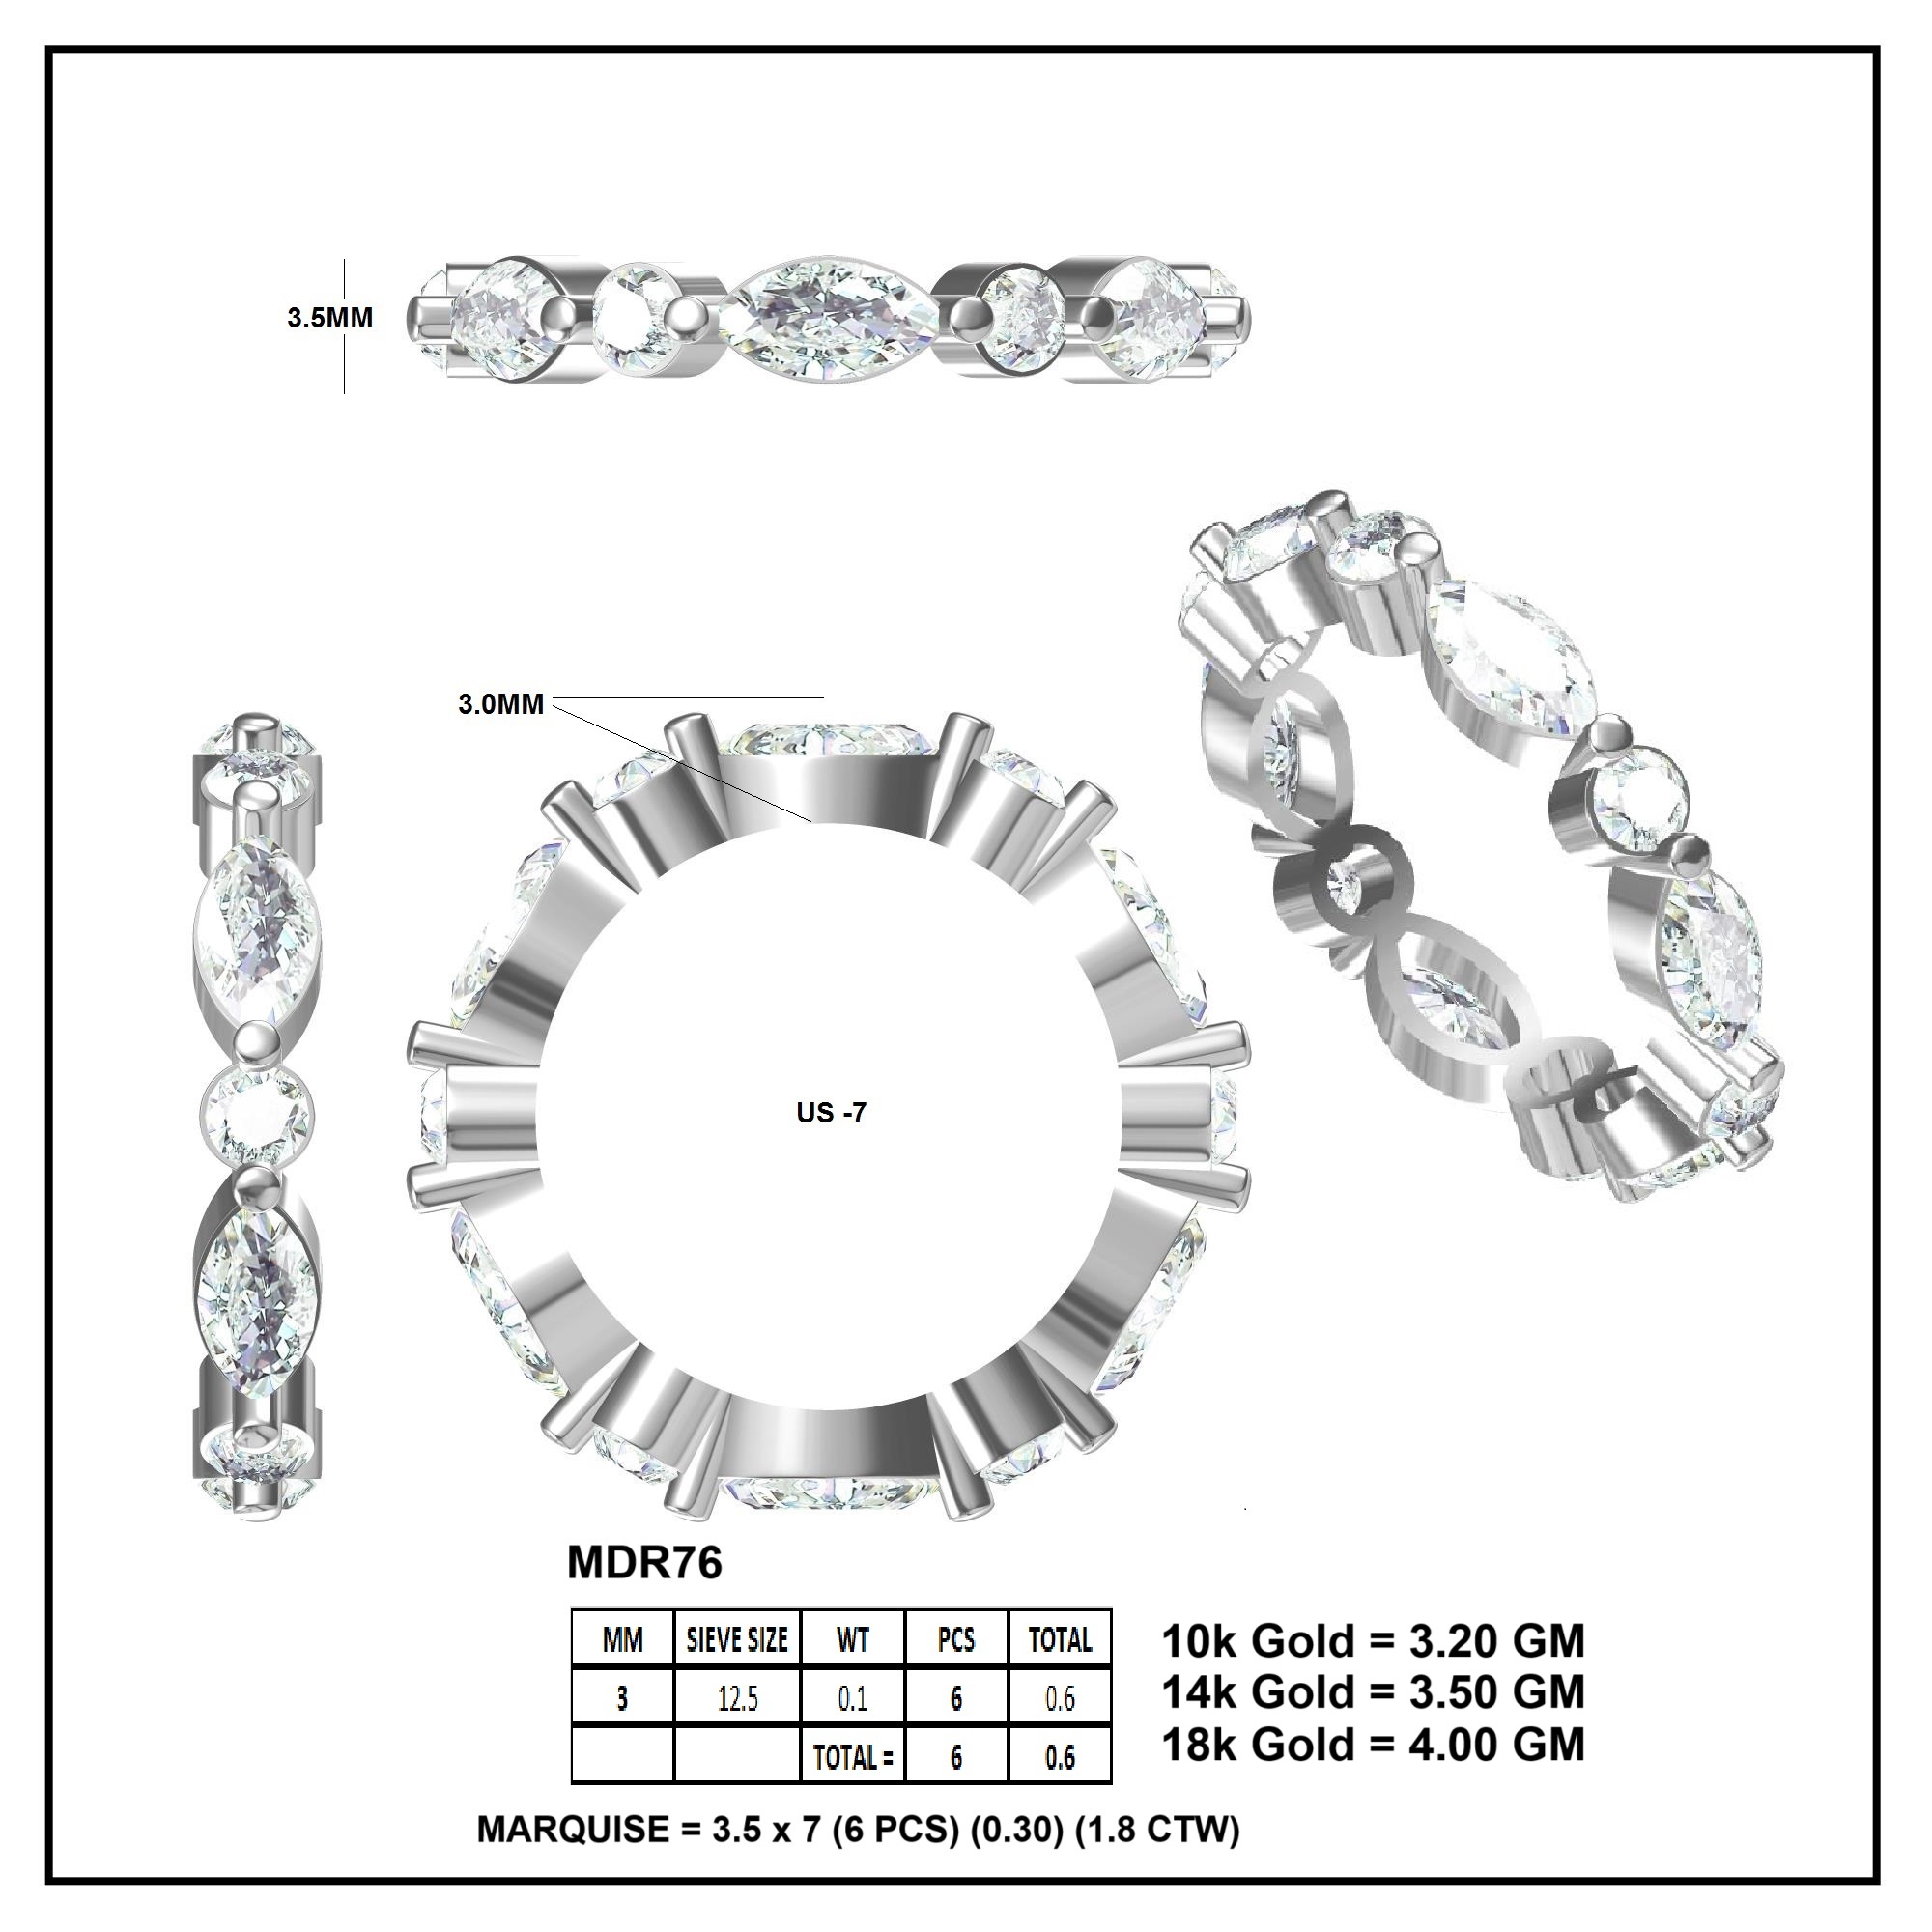 3.5MM
3.0MM
US -7
MDR76
MM SIEVE SIZE WT PCS TOTAL
3 12.5 0.1 6 0.6
TOTAL = 6 0.6
10k Gold = 3.20 GM
14k Gold = 3.50 GM
18k Gold = 4.00 GM
MARQUISE = 3.5 x 7 (6 PCS) (0.30) (1.8 CTW)